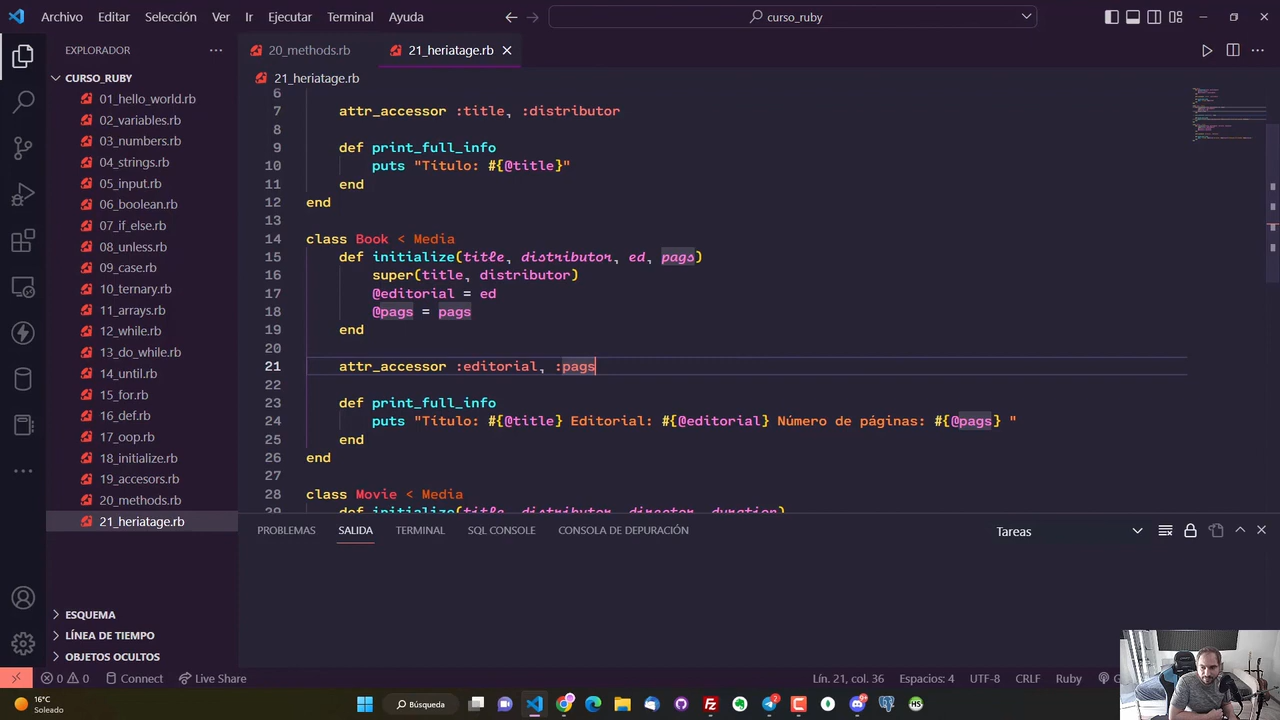 Archivo Editar Selección Ver Ir Ejecutar Terminal Ayuda curso_ruby
EXPLORADOR
20_methods.rb 21_heriatage.rb
CURSO_RUBY
21_heriatage.rb
01_hello_world.rb
02_variables.rb
03_numbers.rb
04_strings.rb
05_input.rb
06_boolean.rb
07_if_else.rb
08_unless.rb
09_case.rb
10_ternary.rb
11_arrays.rb
12_while.rb
13_do_while.rb
14_until.rb
15_for.rb
16_def.rb
17_oop.rb
18_initialize.rb
19_accesors.rb
20_methods.rb
21_heriatage.rb
ESQUEMA
LÍNEA DE TIEMPO
OBJETOS OCULTOS
6
7 attr_accessor :title, :distributor
8
9 def print_full_info
10 puts "Titulo: #{@title}"
11 end
12 end
13
14 class Book < Media
15 def initialize(title, distributor, ed, pags)
16 super(title, distributor)
17 @editorial = ed
18 @pags = pags
19 end
20
21 attr_accessor :editorial, :pags
22
23 def print_full_info
24 puts "Titulo: #{@title} Editorial: #{@editorial} Número de páginas: #{@pags} "
25 end
26 end
27
28 class Movie < Media
29 def initialize(title, distributor, director, duration)
PROBLEMAS SALIDA TERMINAL SQL CONSOLE CONSOLA DE DEPURACIÓN Tareas
0 0 Connect Live Share Lín. 21, col. 36 Espacios: 4 UTF-8 CRLF Ruby
16°C
Soleado
Búsqueda